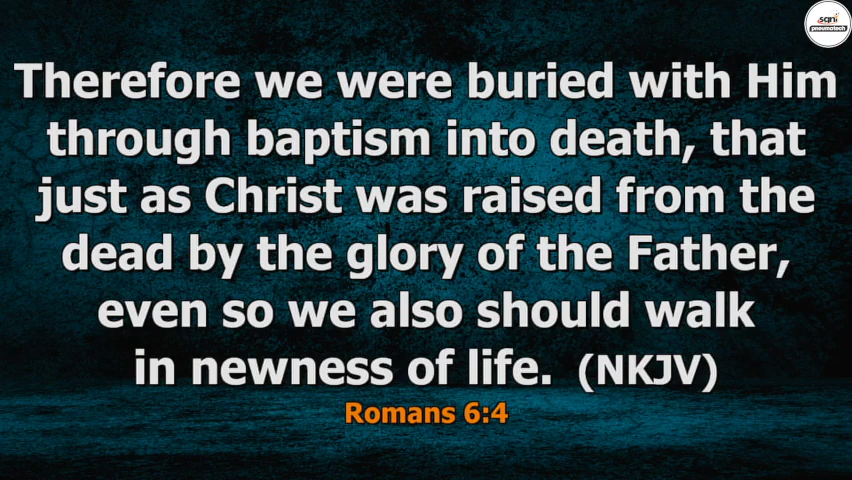 sqni
pneumatech
Therefore we were buried with Him
through baptism into death, that
just as Christ was raised from the
dead by the glory of the Father,
even so we also should walk
in newness of life. (NKJV)
Romans 6:4